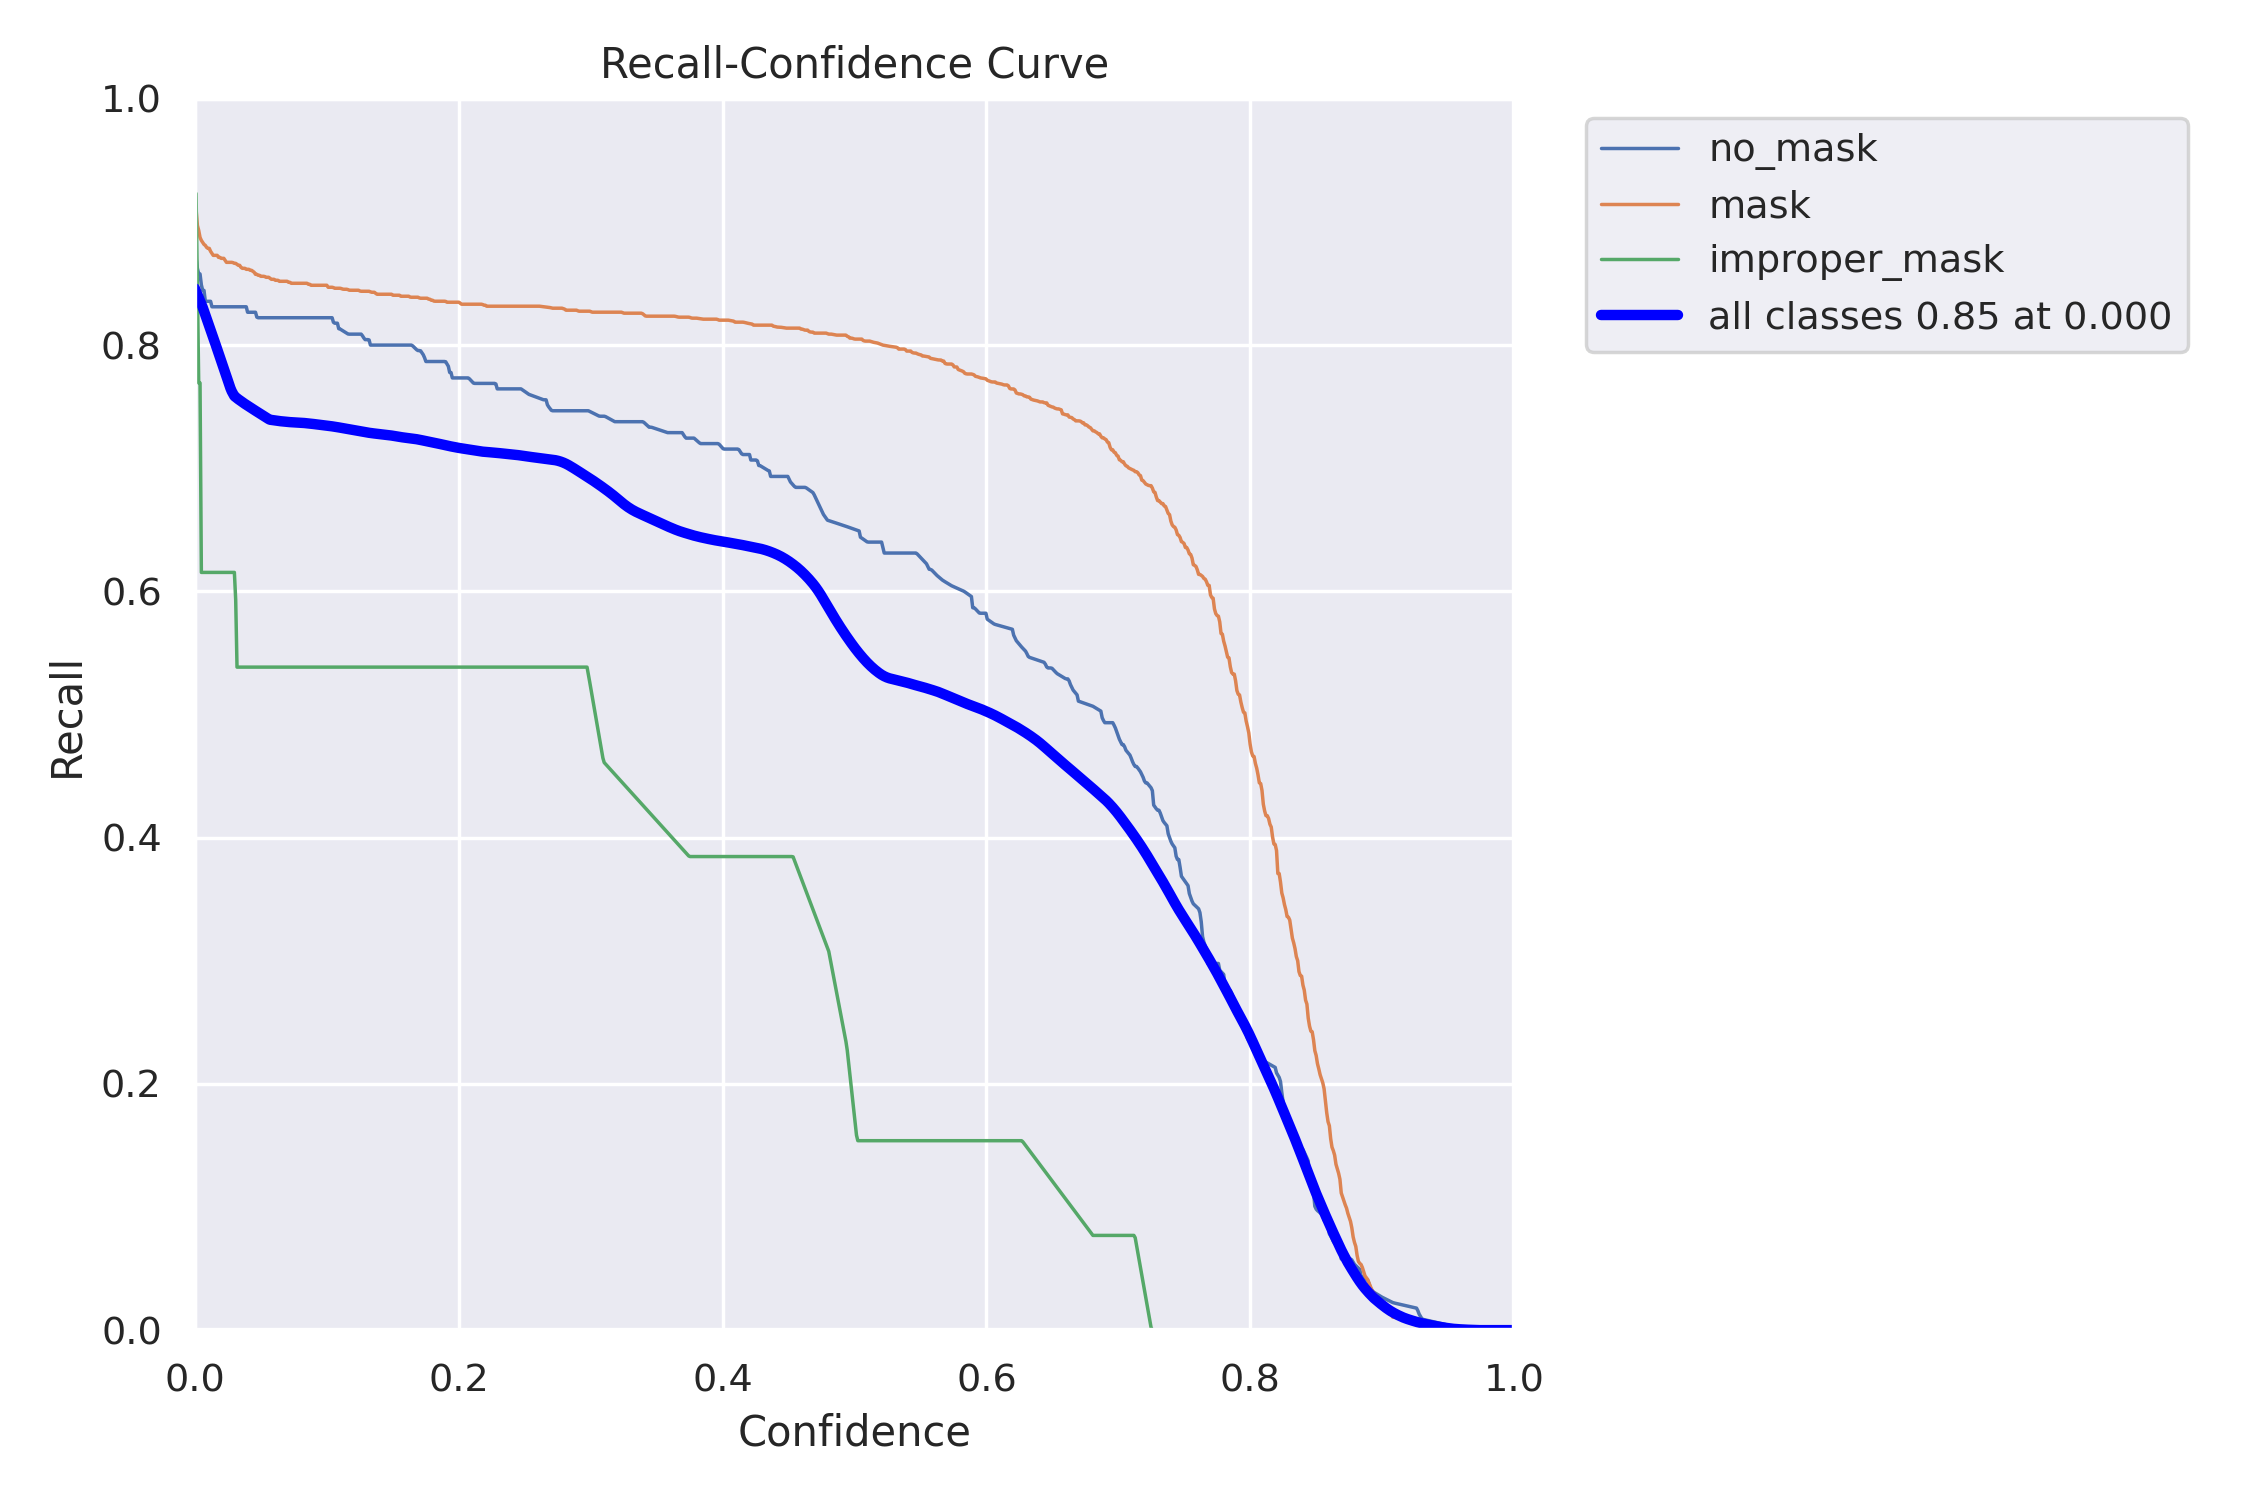 Recall-Confidence Curve
1.0
0.8
0.6
0.4
0.2
0.0
Recall
0.0 0.2 0.4 0.6 0.8 1.0
Confidence
no_mask
mask
improper_mask
all classes 0.85 at 0.000